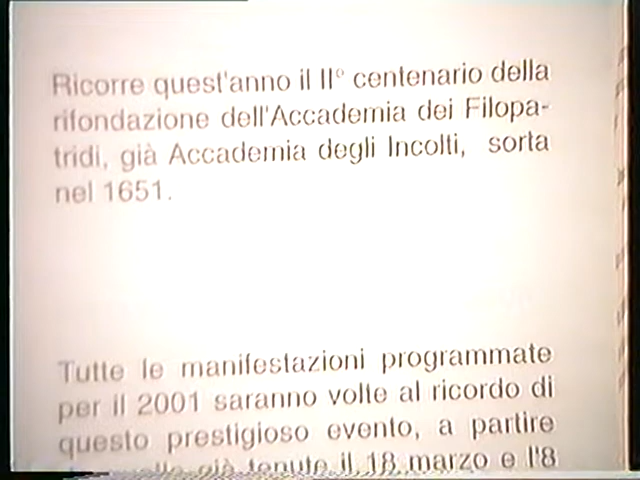 Ricorre quest'anno il II° centenario della
rifondazione dell'Accademia dei Filopa-
tridi, già Accademia degli Incolti, sorta
nel 1651.
Tutte le manifestazioni programmate
per il 2001 saranno volte al ricordo di
questo prestigioso evento, a partire
già tenute il 18 marzo e l'8